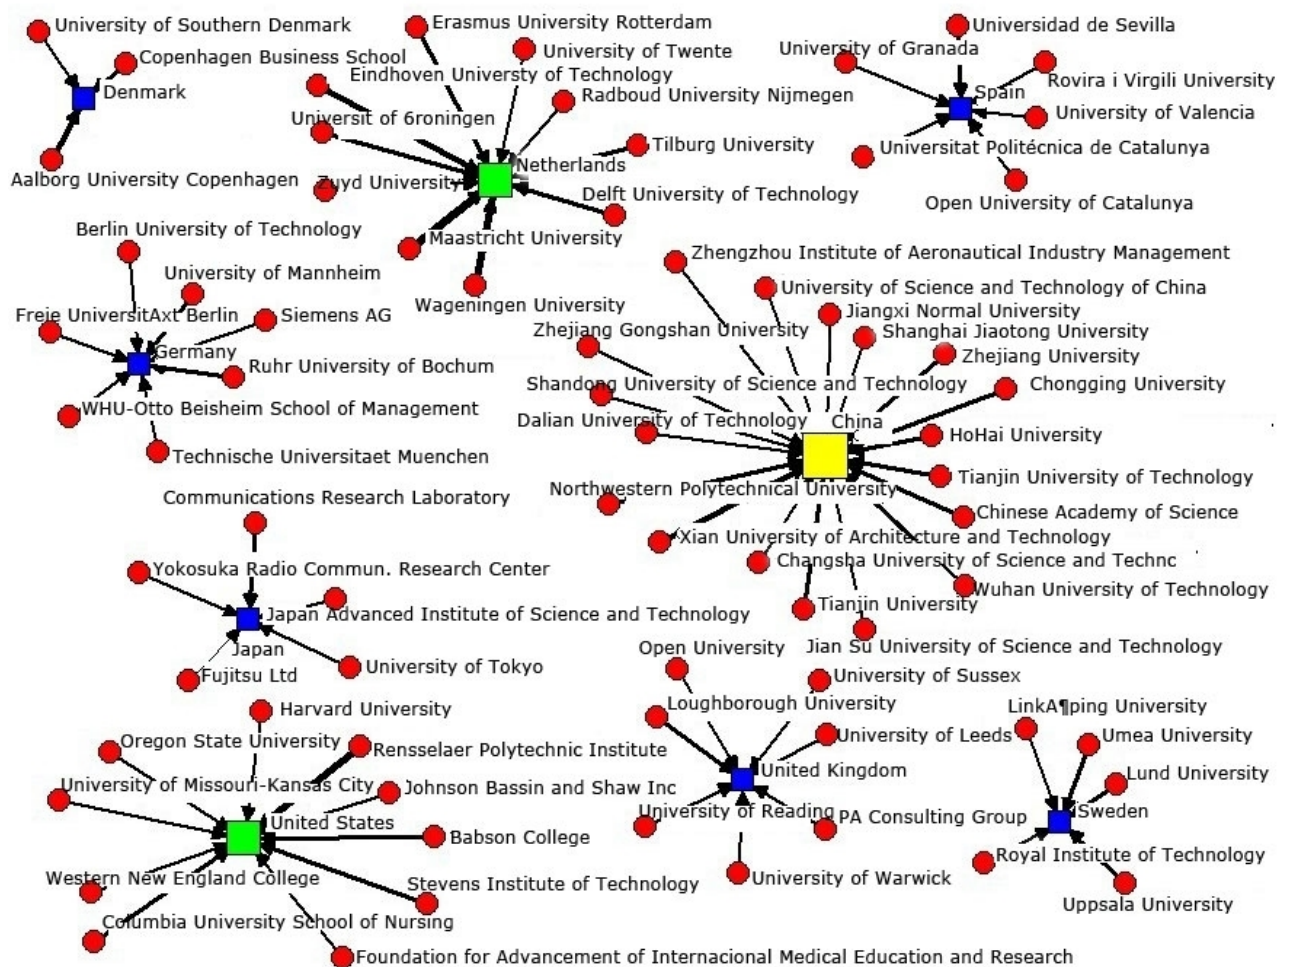 University of Southern Denmark
Copenhagen Business School
Denmark
Aalborg University Copenhagen
Erasmus University Rotterdam
University of Twente
Eindhoven Universty of Technology
Radboud University Nijmegen
Universit of 6roningen
Tilburg University
Netherlands
Zuyd University
Delft University of Technology
Maastricht University
Wageningen University
Universidad de Sevilla
University of Granada
Rovira i Virgili University
Spain
University of Valencia
Universitat Politécnica de Catalunya
Open University of Catalunya
Berlin University of Technology
University of Mannheim
Freie UniversitAxt Berlin
Siemens AG
Germany
Ruhr University of Bochum
WHU-Otto Beisheim School of Management
Technische Universitaet Muenchen
Zhengzhou Institute of Aeronautical Industry Management
University of Science and Technology of China
Jiangxi Normal University
Zhejiang Gongshan University
Shanghai Jiaotong University
Zhejiang University
Shandong University of Science and Technology
Chongging University
Dalian University of Technology
China
HoHai University
Tianjin University of Technology
Northwestern Polytechnical University
Chinese Academy of Science
Xian University of Architecture and Technology
Changsha University of Science and Technc
Wuhan University of Technology
Tianjin University
Jian Su University of Science and Technology
Communications Research Laboratory
Yokosuka Radio Commun. Research Center
Japan Advanced Institute of Science and Technology
Japan
University of Tokyo
Fujitsu Ltd
Harvard University
Oregon State University
Rensselaer Polytechnic Institute
University of Missouri-Kansas City
Johnson Bassin and Shaw Inc
United States
Babson College
Western New England College
Stevens Institute of Technology
Columbia University School of Nursing
Foundation for Advancement of Internacional Medical Education and Research
Open University
University of Sussex
Loughborough University
University of Leeds
United Kingdom
University of Reading
PA Consulting Group
University of Warwick
LinkA¶ping University
Umea University
Lund University
Sweden
Royal Institute of Technology
Uppsala University